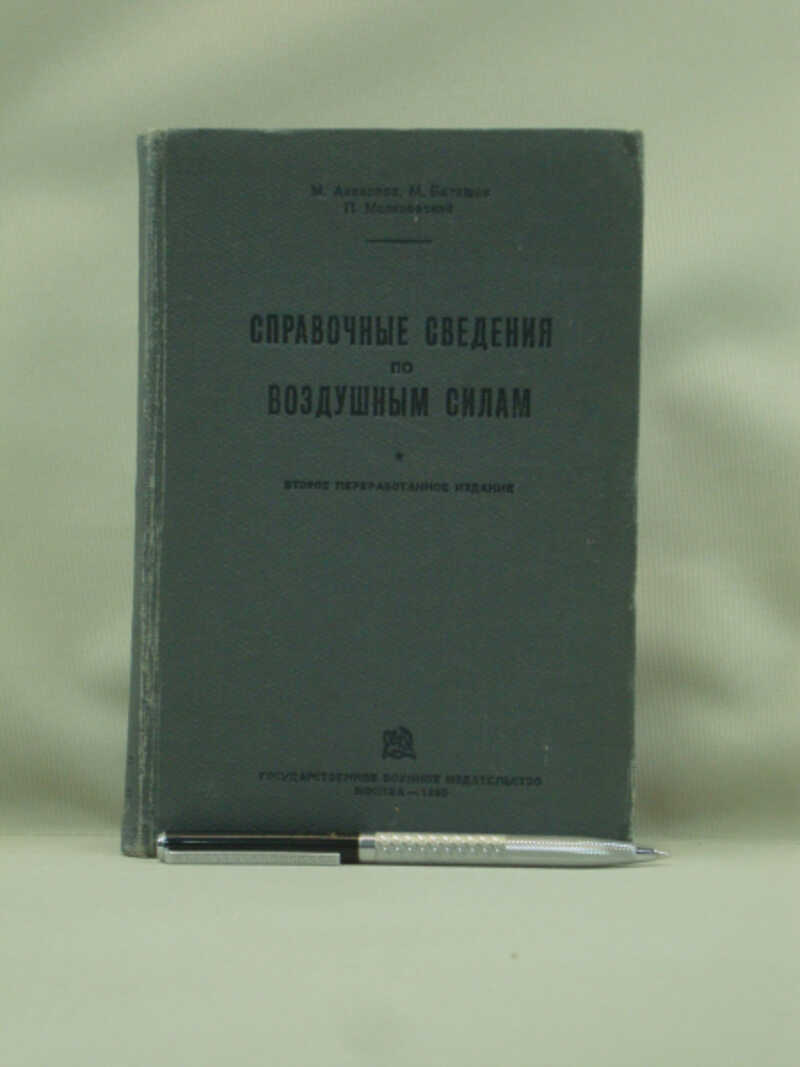 СПРАВОЧНЫЕ СВЕДЕНИЯ
ПО
ВОЗДУШНЫМ СИЛАМ
ВТОРОЕ ПЕРЕРАБОТАННОЕ ИЗДАНИЕ
ГОСУДАРСТВЕННОЕ ВОЕННОЕ ИЗДАТЕЛЬСТВО
МОСКВА —